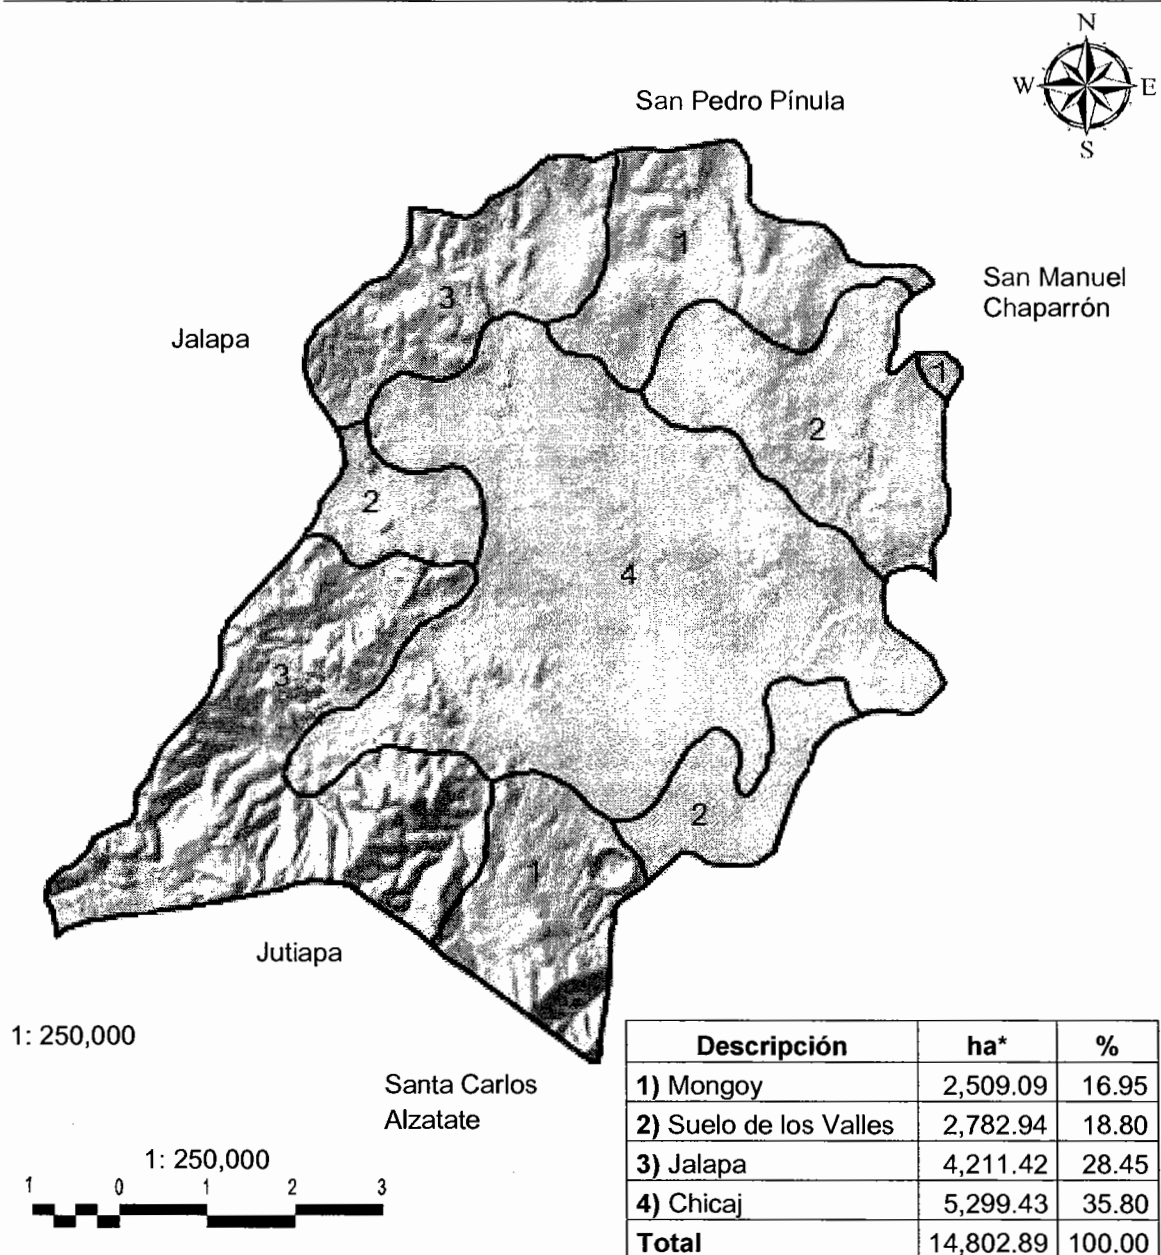 N
W E
S
San Pedro Pínula
San Manuel
Chaparrón
Jalapa
1
3
1
2
2
4
3
2
1
Jutiapa
1: 250,000
Santa Carlos
Alzatate
1: 250,000
1 0 1 2 3
Descripción ha* %
1) Mongoy 2,509.09 16.95
2) Suelo de los Valles 2,782.94 18.80
3) Jalapa 4,211.42 28.45
4) Chicaj 5,299.43 35.80
Total 14,802.89 100.00